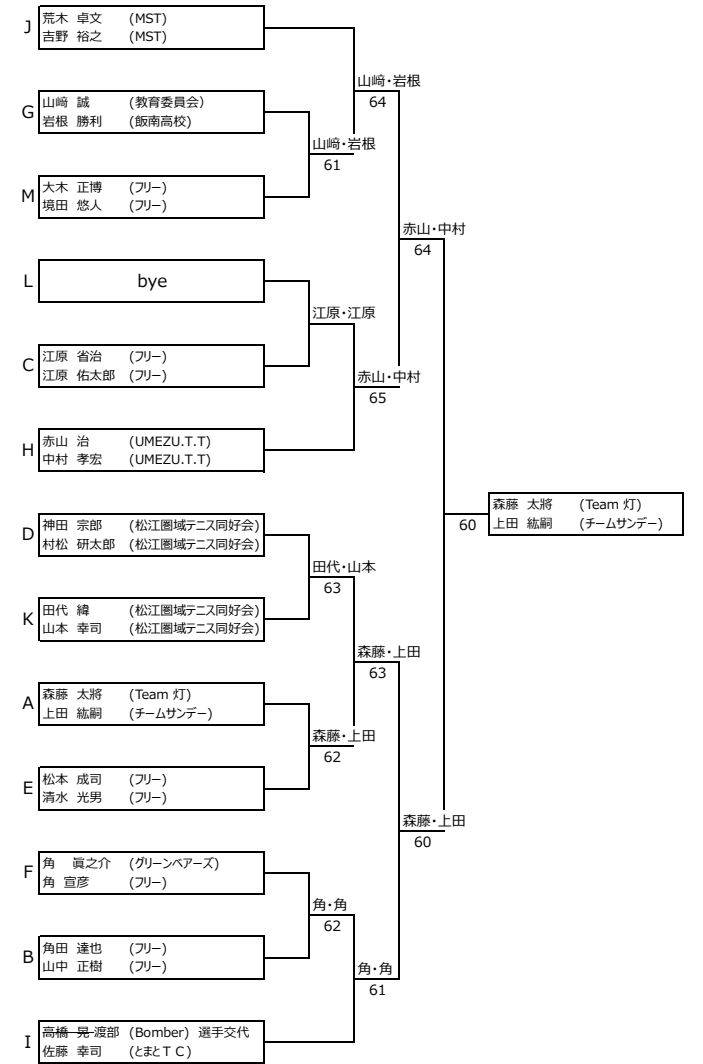 J
荒木 卓文 (MST)
吉野 裕之 (MST)
山﨑・岩根
64
G
山﨑 誠 (教育委員会)
岩根 勝利 (飯南高校)
山﨑・岩根
61
M
大木 正博 (フリー)
境田 悠人 (フリー)
赤山・中村
64
L
bye
江原・江原
C
江原 省治 (フリー)
江原 佑太郎 (フリー)
赤山・中村
65
H
赤山 治 (UMEZU.T.T)
中村 孝宏 (UMEZU.T.T)
森藤 太將 (Team 灯)
60
上田 紘嗣 (チームサンデー)
D
神田 宗郎 (松江圏域テニス同好会)
村松 研太郎 (松江圏域テニス同好会)
田代・山本
63
K
田代 緯 (松江圏域テニス同好会)
山本 幸司 (松江圏域テニス同好会)
森藤・上田
63
A
森藤 太將 (Team 灯)
上田 紘嗣 (チームサンデー)
森藤・上田
62
E
松本 成司 (フリー)
清水 光男 (フリー)
森藤・上田
60
F
角 眞之介 (グリーンベアーズ)
角 宣彦 (フリー)
角・角
62
B
角田 達也 (フリー)
山中 正樹 (フリー)
角・角
61
I
高橋 晃 渡部 (Bomber) 選手交代
佐藤 幸司 (とまとTC)